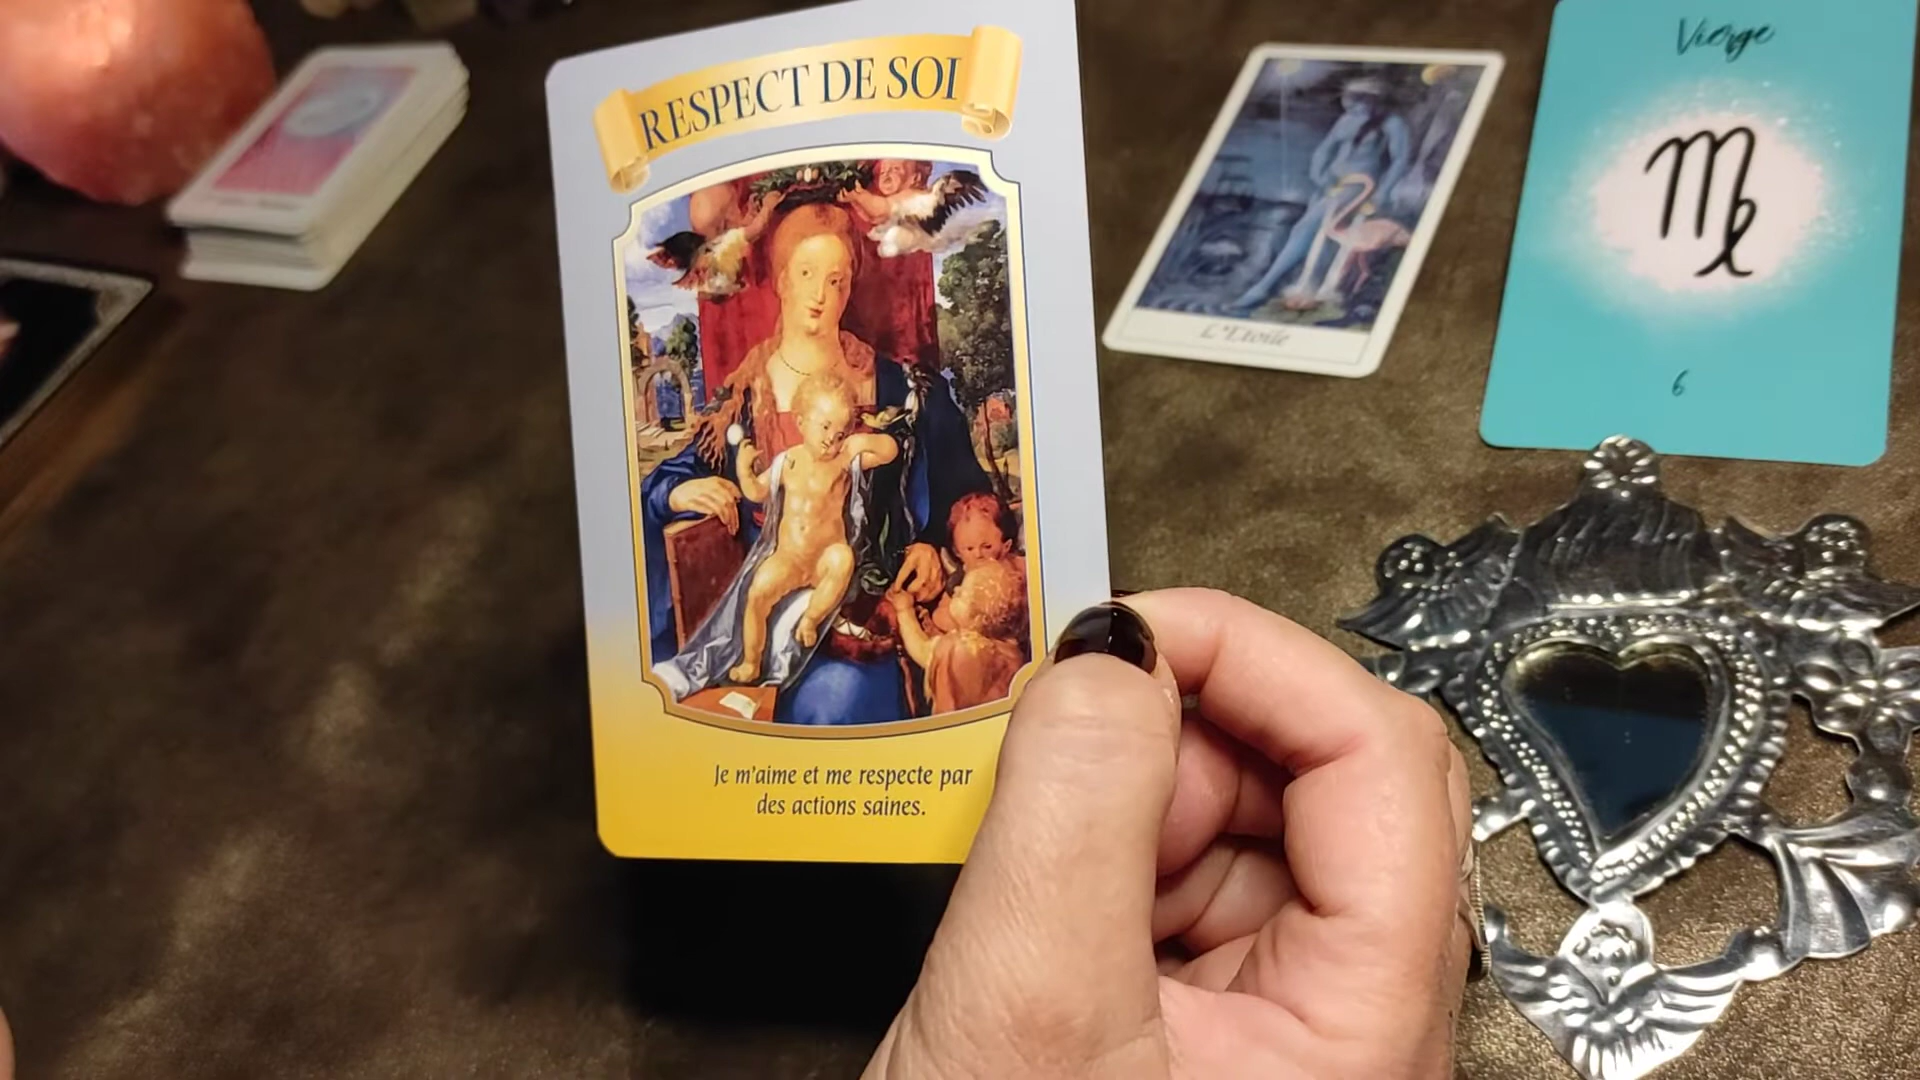 RESPECT DE SOI
Je m'aime et me respecte par
des actions saines.
L'Etoile
Vierge
6